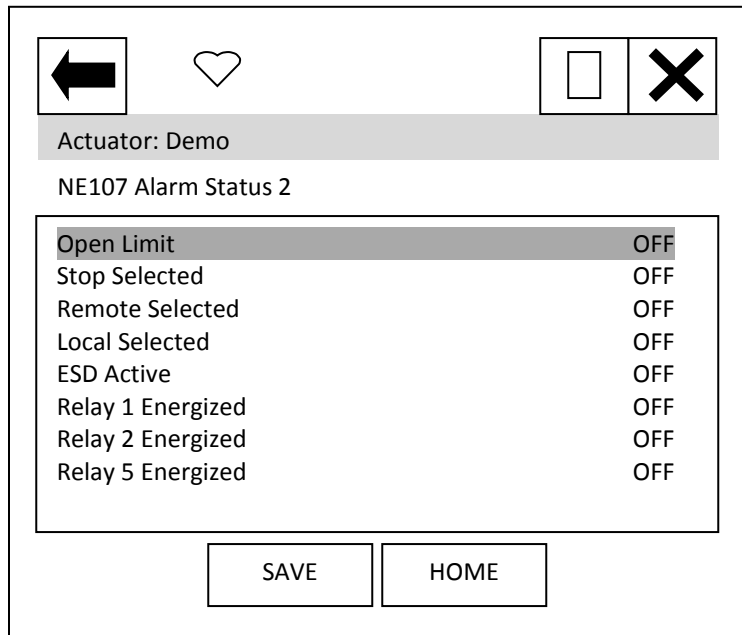 Actuator: Demo
NE107 Alarm Status 2
Open Limit OFF
Stop Selected OFF
Remote Selected OFF
Local Selected OFF
ESD Active OFF
Relay 1 Energized OFF
Relay 2 Energized OFF
Relay 5 Energized OFF
SAVE HOME